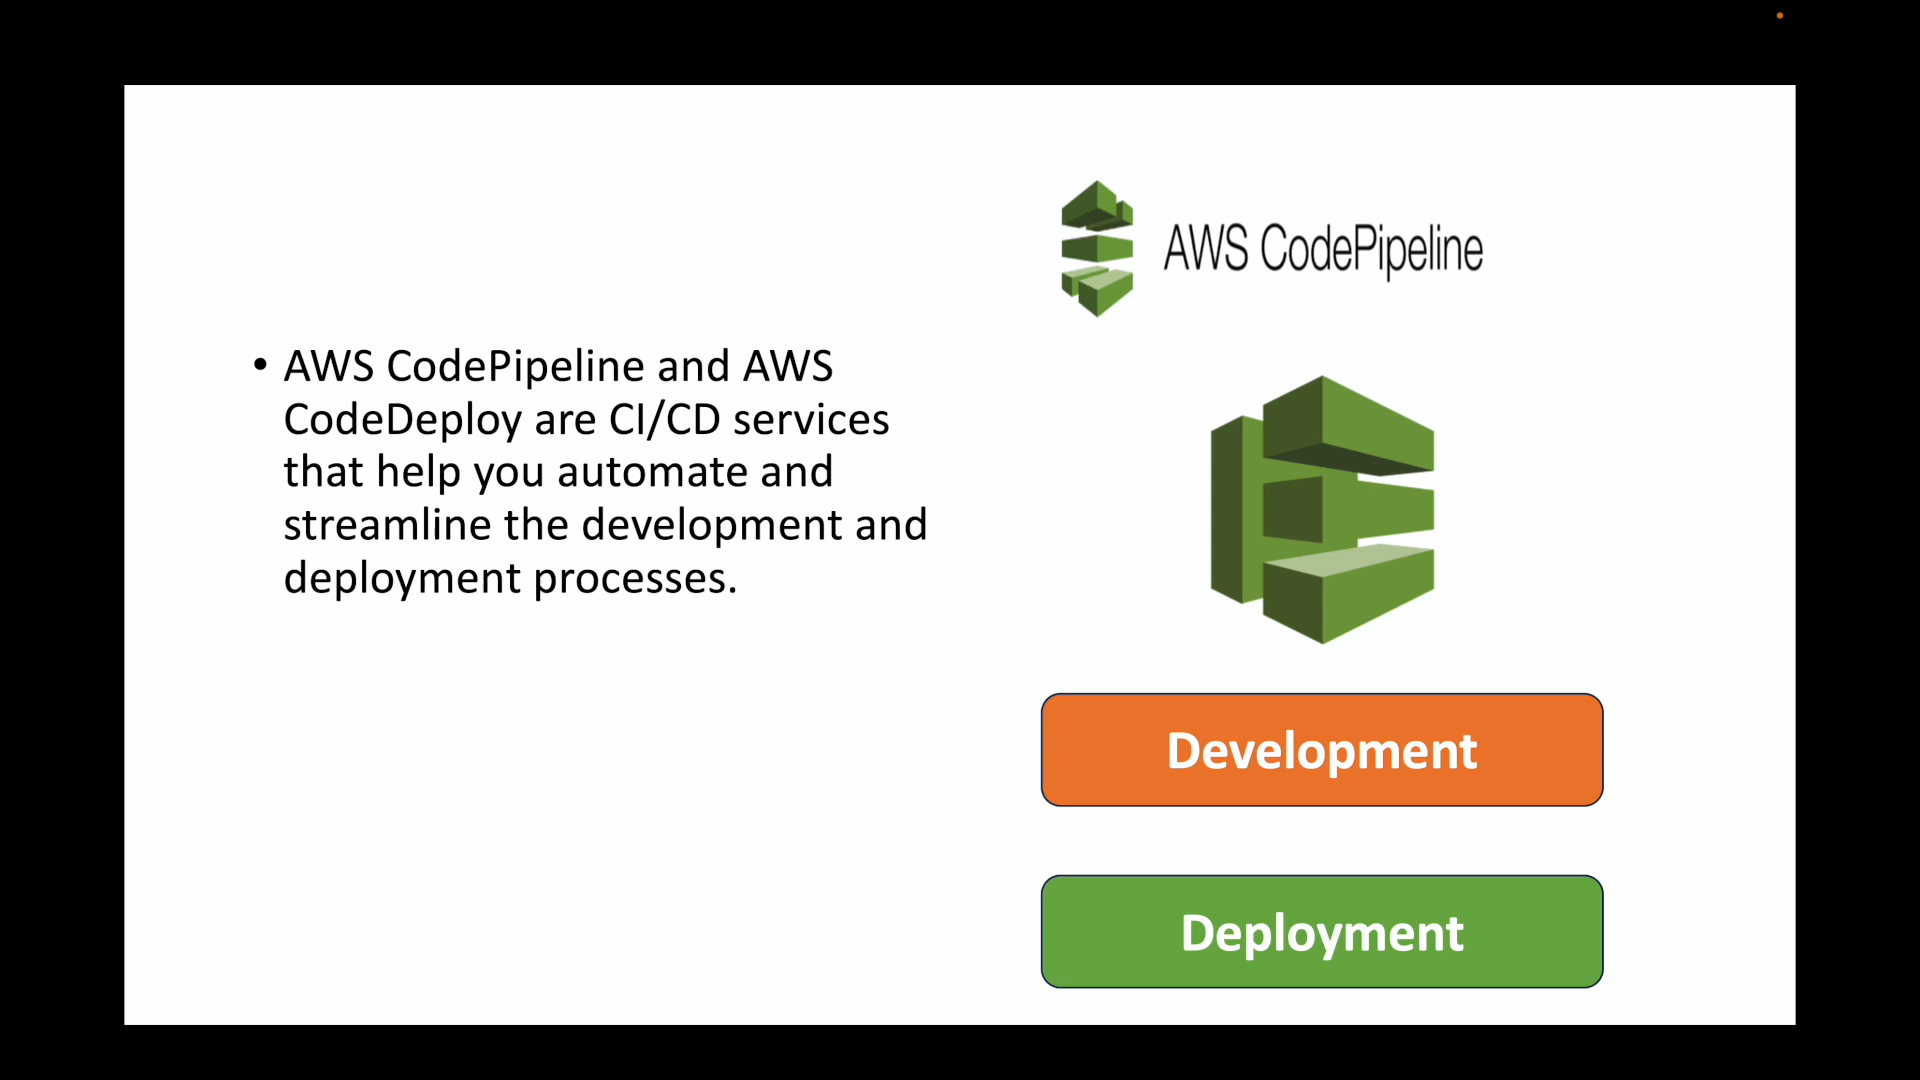 AWS CodePipeline
• AWS CodePipeline and AWS
CodeDeploy are CI/CD services
that help you automate and
streamline the development and
deployment processes.
Development
Deployment